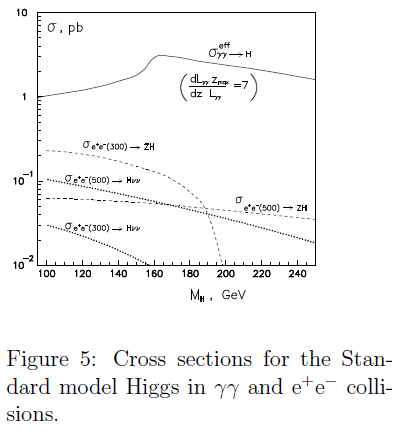 10
σ, pb
σ^eff_γγ → H
(dL_γγ/dz z_max/L_γγ =7)
1
σ_e⁺e⁻(300) → ZH
10⁻¹
σ_e⁺e⁻(500) → Hνν
σ_e⁺e⁻(500) → ZH
σ_e⁺e⁻(300) → Hνν
10⁻²
100 120 140 160 180 200 220 240
M_H, GeV
Figure 5: Cross sections for the Stan-
dard model Higgs in γγ and e⁺e⁻ colli-
sions.